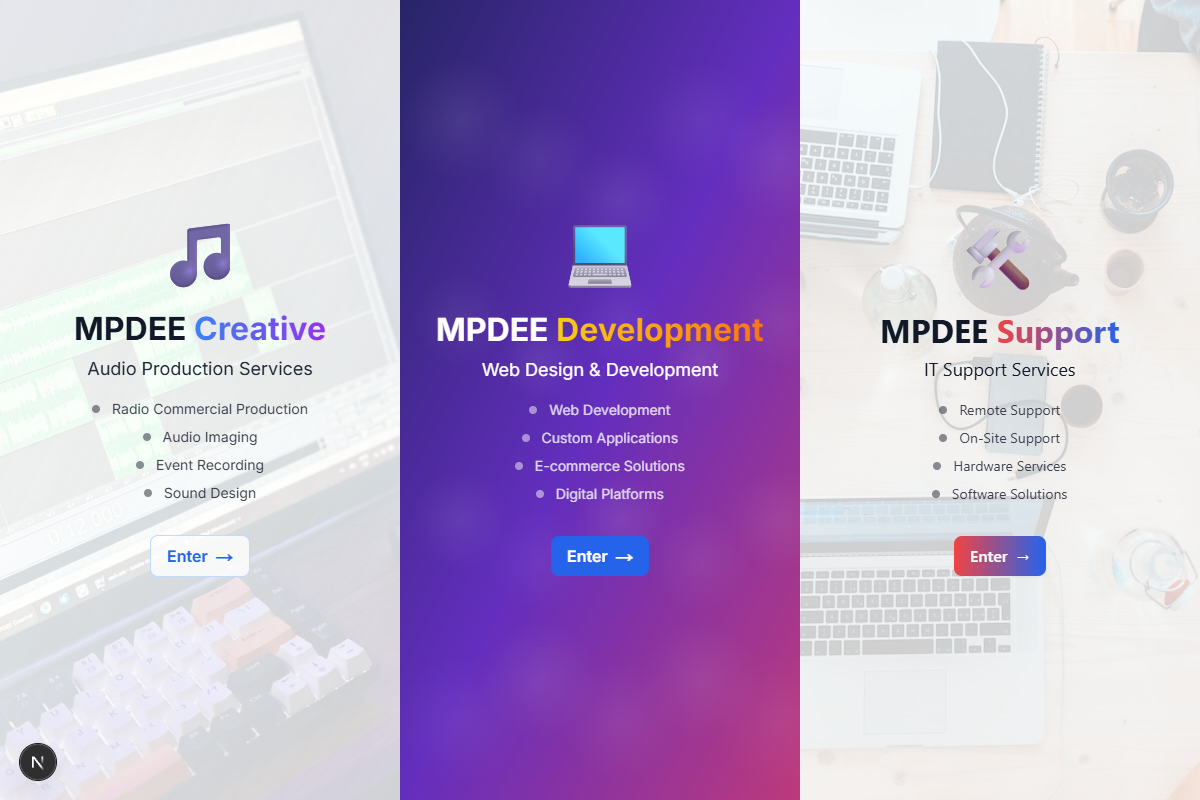 MPDEE Creative
Audio Production Services
Radio Commercial Production
Audio Imaging
Event Recording
Sound Design
Enter →
MPDEE Development
Web Design & Development
Web Development
Custom Applications
E-commerce Solutions
Digital Platforms
Enter →
MPDEE Support
IT Support Services
Remote Support
On-Site Support
Hardware Services
Software Solutions
Enter →
N